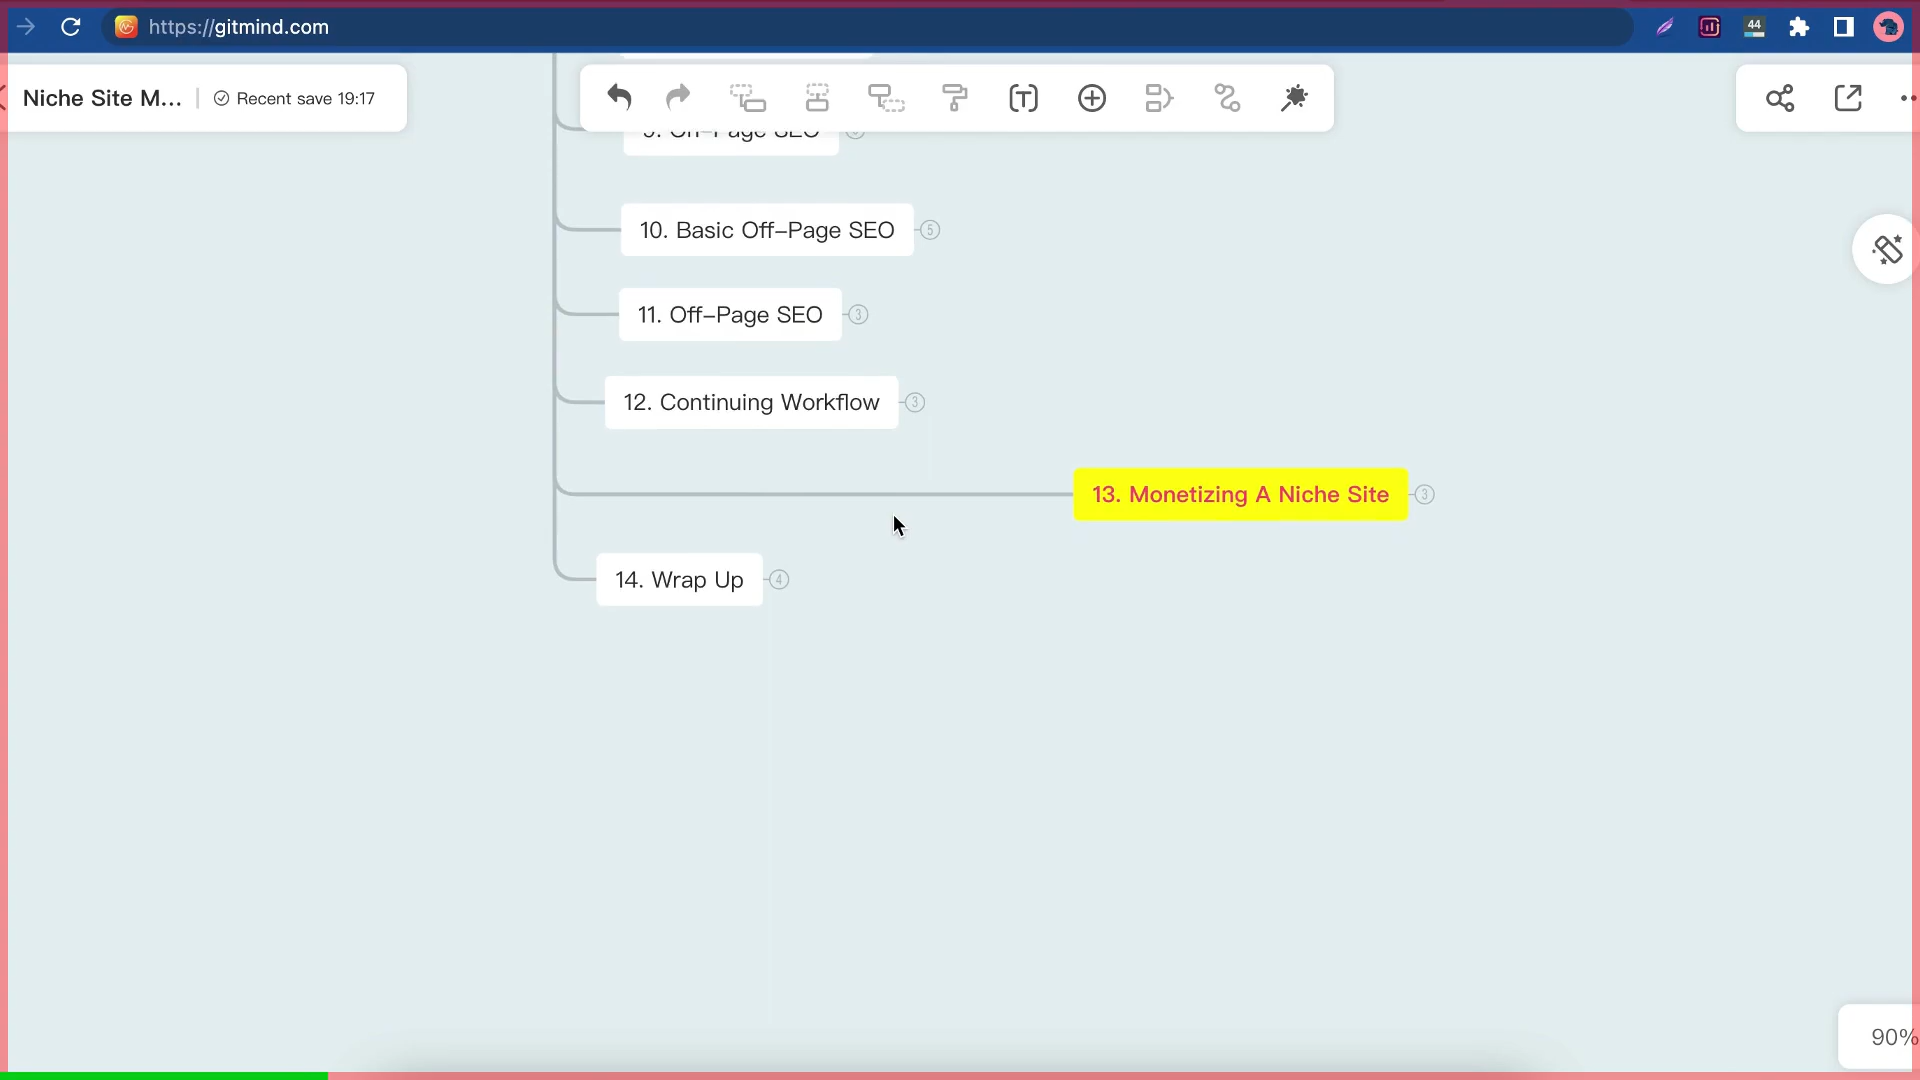 https://gitmind.com
44
Niche Site M...
Recent save 19:17
10. Basic Off-Page SEO
5
11. Off-Page SEO
3
12. Continuing Workflow
3
13. Monetizing A Niche Site
3
14. Wrap Up
4
90%